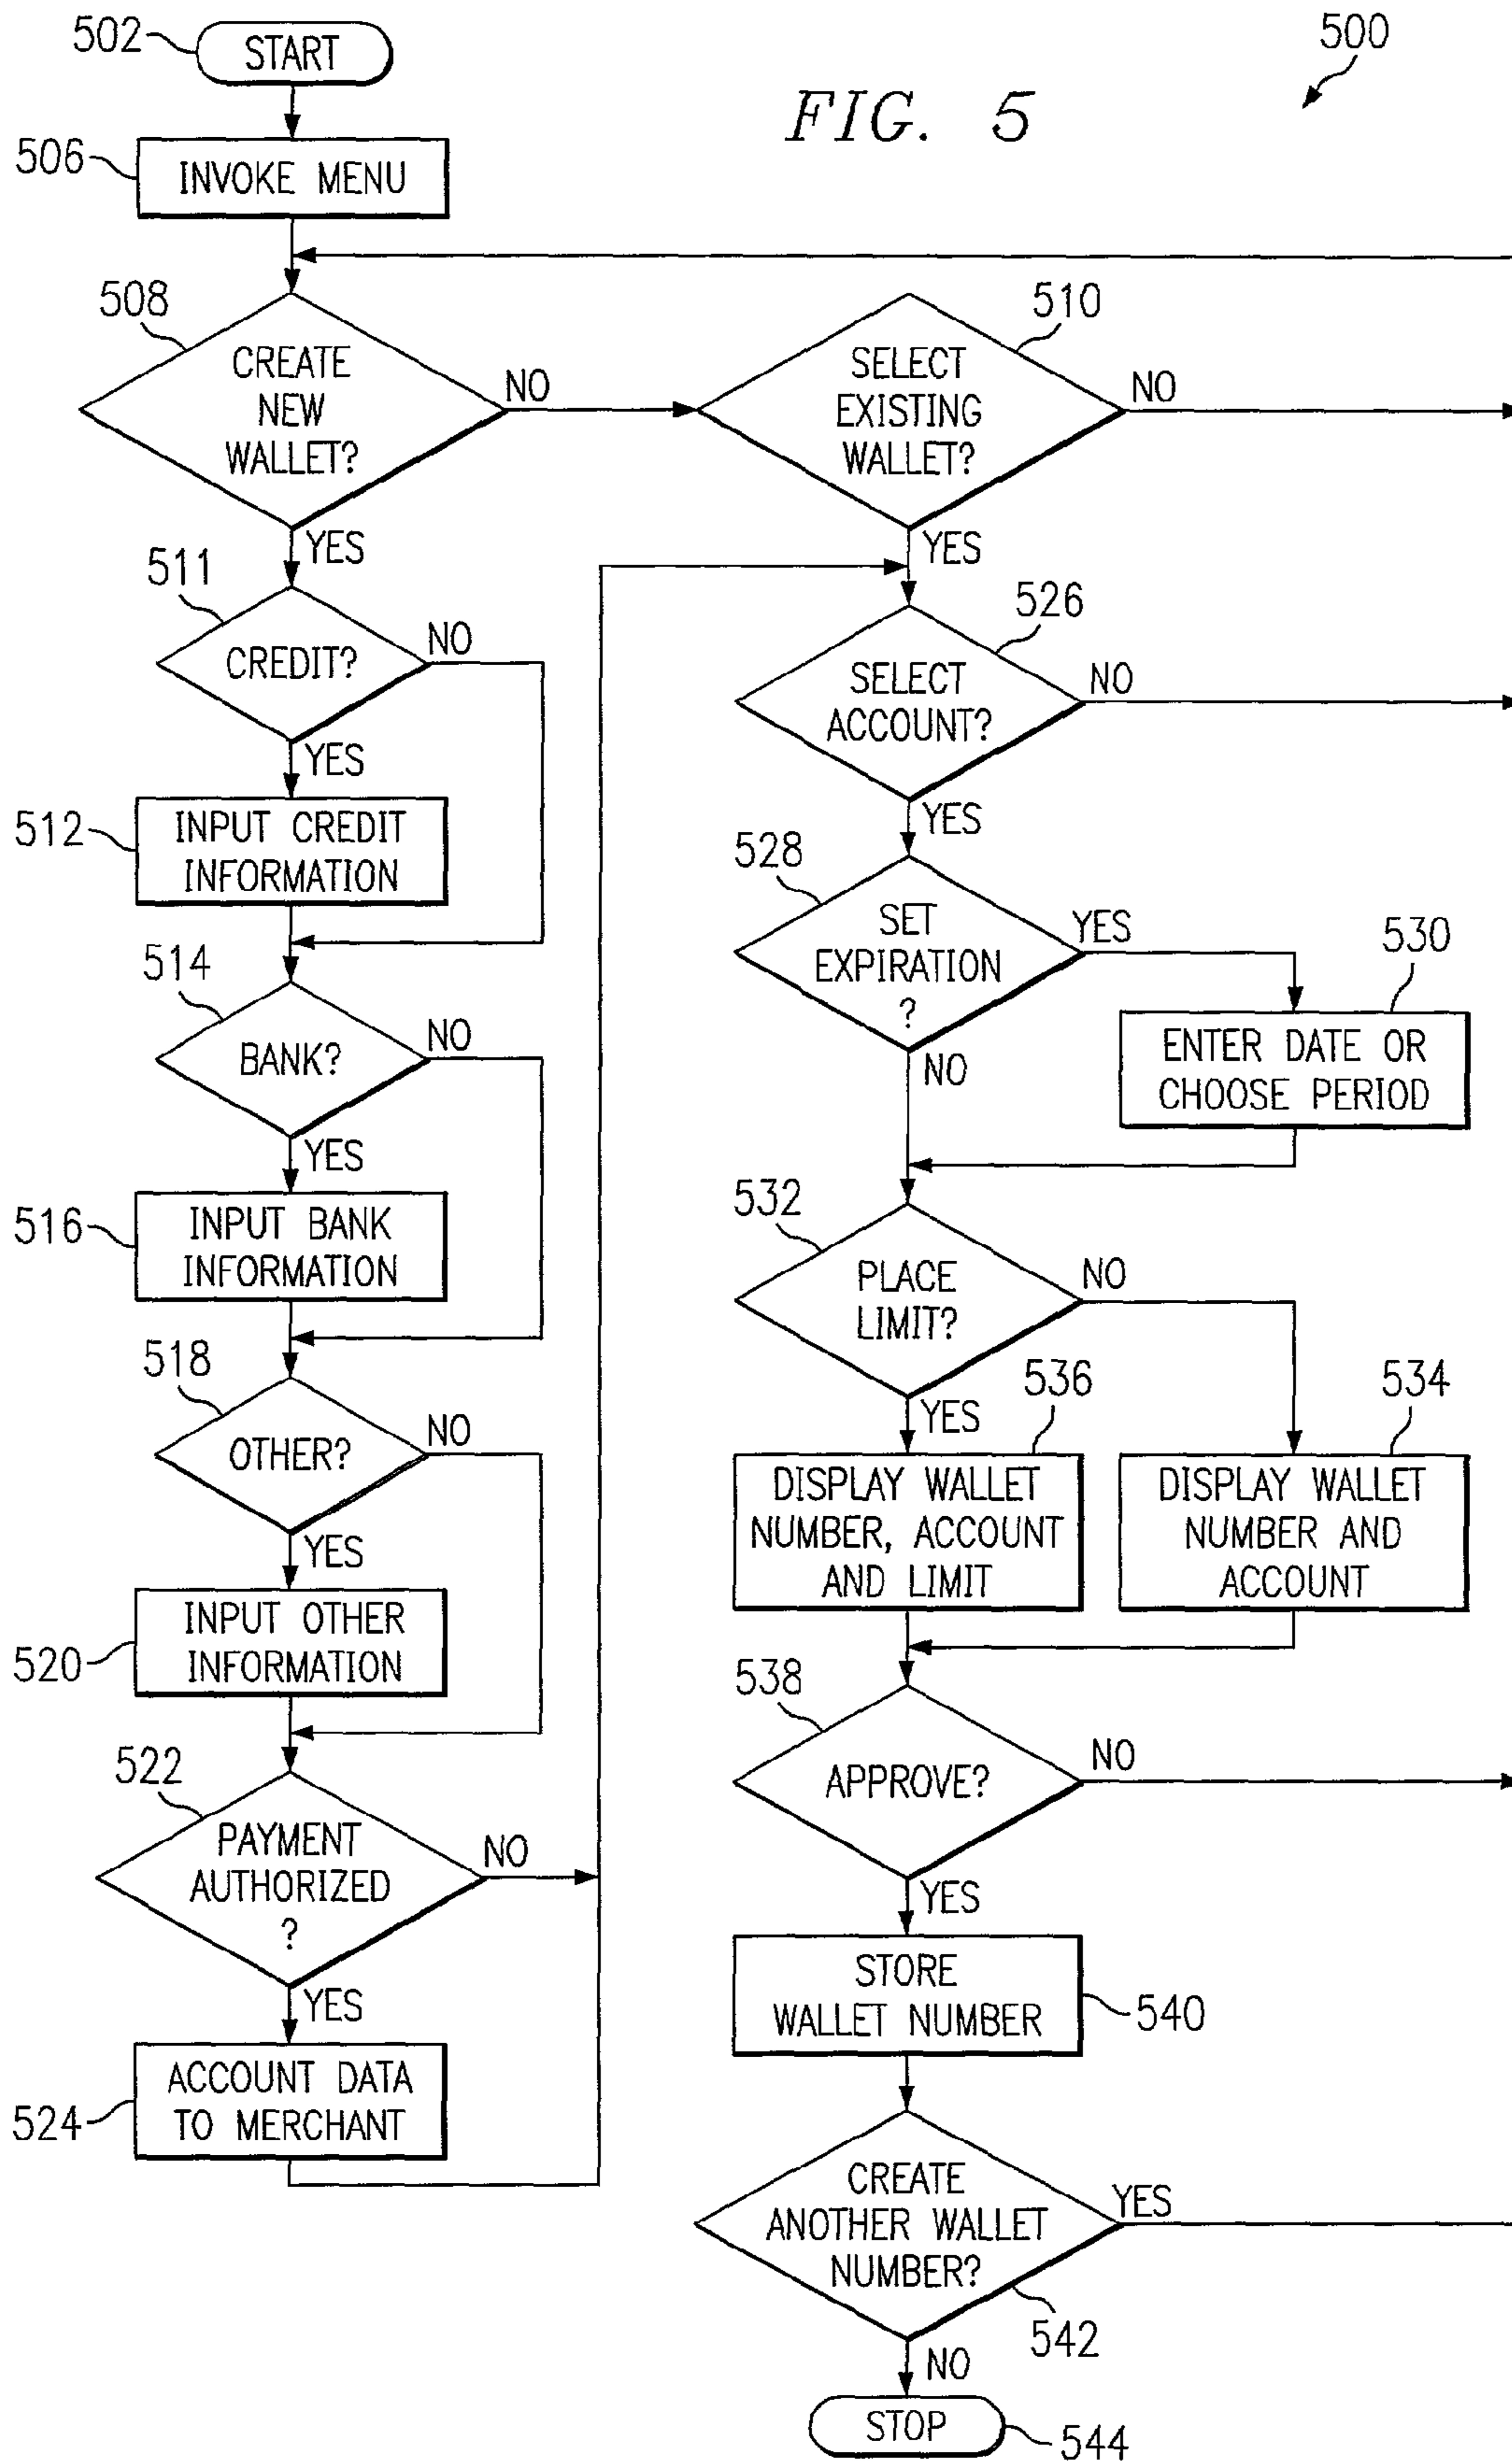 502
START
500
FIG. 5
506
INVOKE MENU
508
CREATE
NEW
WALLET?
NO
YES
510
SELECT
EXISTING
WALLET?
NO
YES
511
CREDIT?
NO
YES
512
INPUT CREDIT
INFORMATION
514
BANK?
NO
YES
516
INPUT BANK
INFORMATION
518
OTHER?
NO
YES
520
INPUT OTHER
INFORMATION
522
PAYMENT
AUTHORIZED
?
NO
YES
524
ACCOUNT DATA
TO MERCHANT
526
SELECT
ACCOUNT?
NO
YES
528
SET
EXPIRATION
?
YES
NO
530
ENTER DATE OR
CHOOSE PERIOD
532
PLACE
LIMIT?
NO
YES
536
DISPLAY WALLET
NUMBER, ACCOUNT
AND LIMIT
534
DISPLAY WALLET
NUMBER AND
ACCOUNT
538
APPROVE?
NO
YES
STORE
WALLET NUMBER
540
CREATE
ANOTHER WALLET
NUMBER?
YES
542
NO
STOP
544